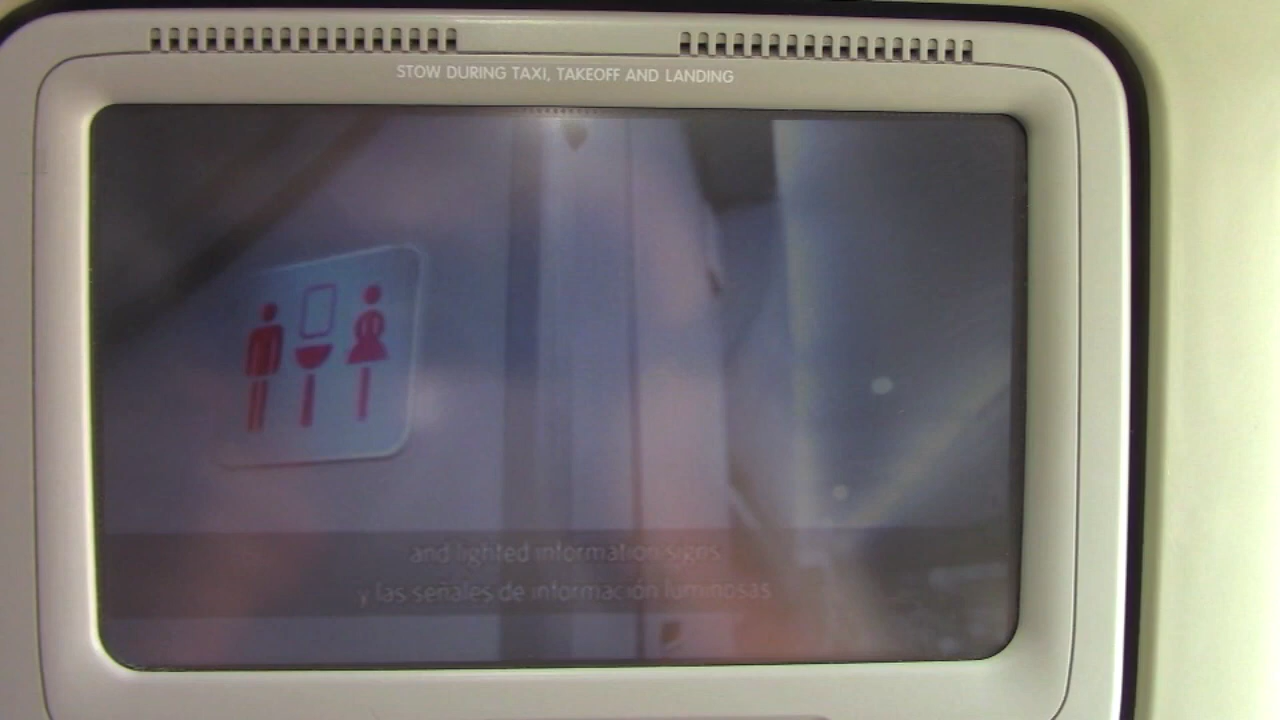 STOW DURING TAXI, TAKEOFF AND LANDING
and lighted information signs
y las señales de información luminosas